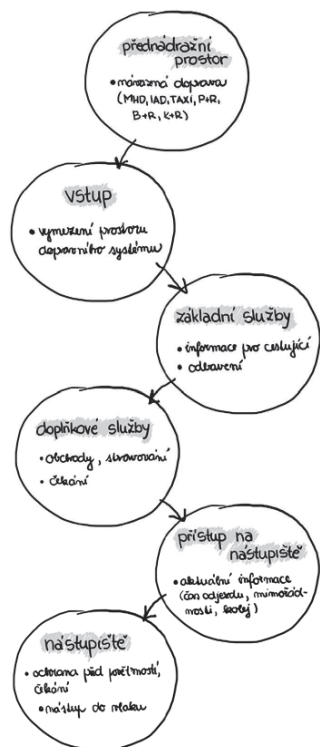 přednádražní
prostor
• návazná doprava
(MHD, IAD, TAXI, P+R,
B+R, K+R)
vstup
• vymezení prostoru
dopravního systému
základní služby
• informace pro cestující
• odbavení
doplňkové služby
• obchody, stravování
• čekání
přístup na
nástupiště
• aktuální informace
(čas odjezdu, mimořád-
nosti, kolej)
nástupiště
• ochrana před povětrností,
čekání
• nástup do vlaku